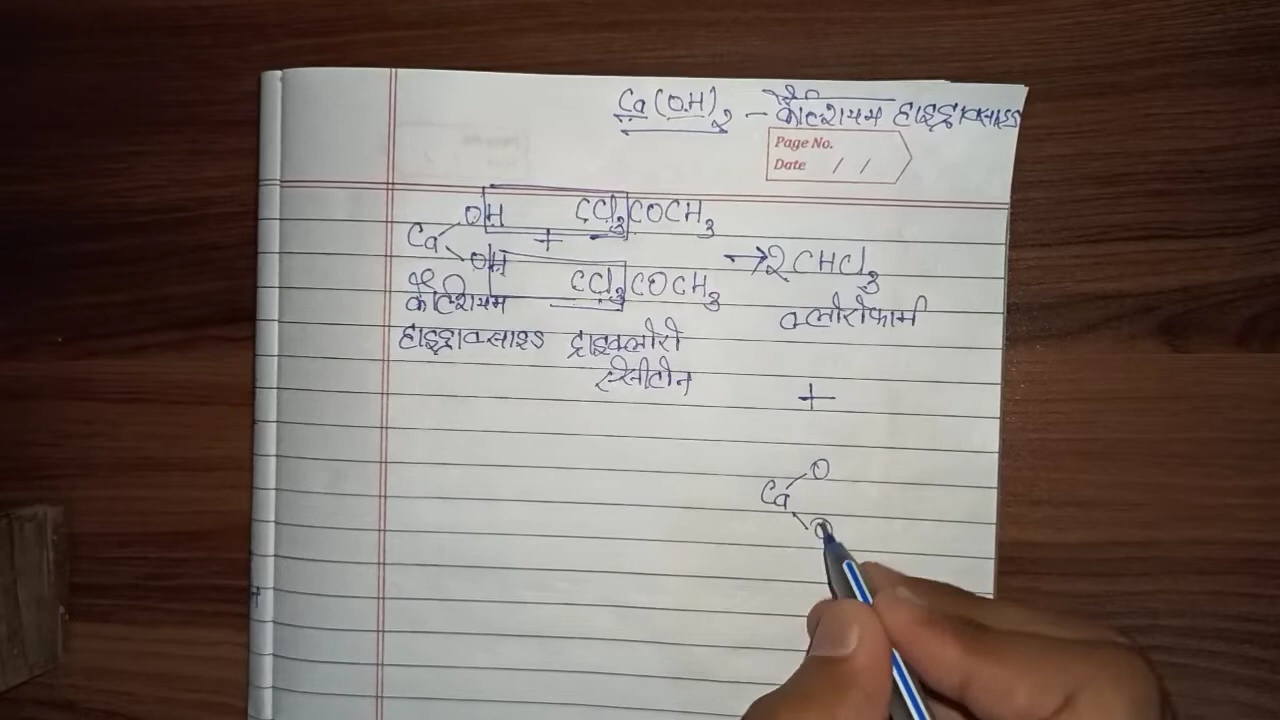 Ca(OH)2 - कैल्शियम हाइड्राक्साइड
Page No.
Date / /
OH CCl3COCH3
Ca + → 2CHCl3
OH CCl3COCH3
कैल्शियम क्लोरोफार्म
हाइड्राक्साइड ट्राइक्लोरो
ऐसीटोन
+
O
Ca
O